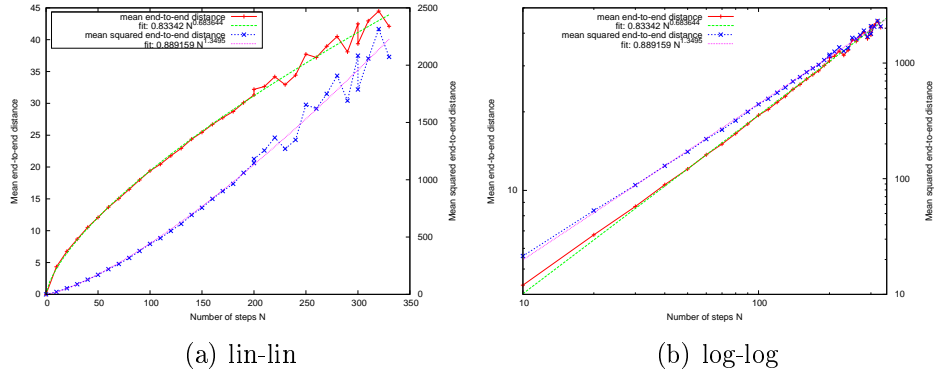 mean end-to-end distance
fit: 0.83342 N^0.683644
mean squared end-to-end distance
fit: 0.889159 N^1.3495
45
40
35
30
25
20
15
10
5
0
2500
2000
1500
1000
500
0
0 50 100 150 200 250 300 350
Mean end-to-end distance
Mean squared end-to-end distance
Number of steps N
(a) lin-lin
mean end-to-end distance
fit: 0.83342 N^0.683644
mean squared end-to-end distance
fit: 0.889159 N^1.3495
10
1000
100
10
10 100
Mean end-to-end distance
Mean squared end-to-end distance
Number of steps N
(b) log-log